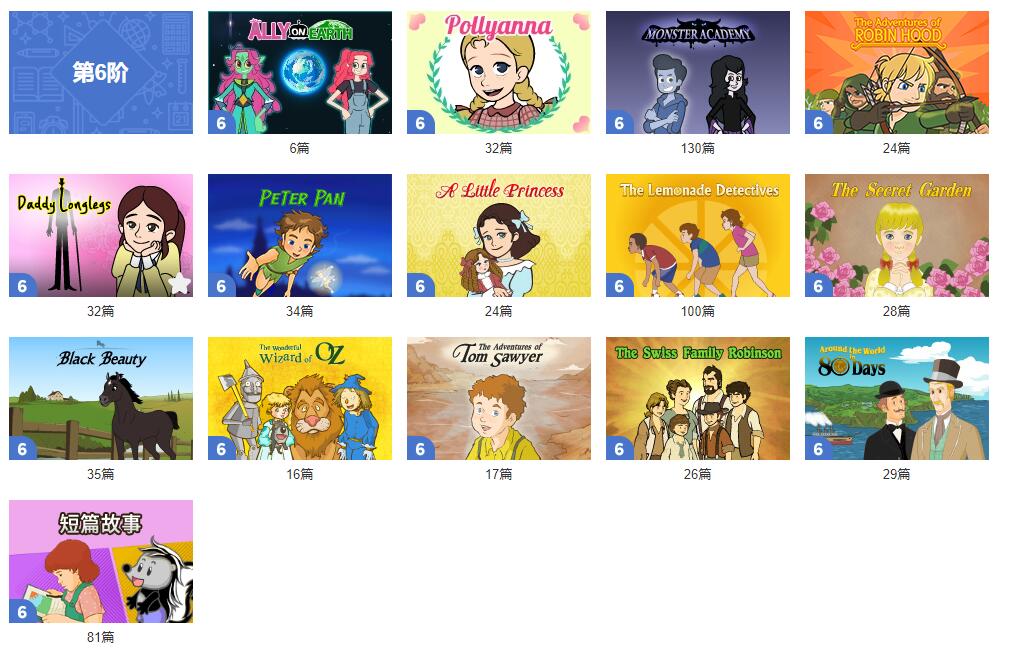 第6阶
ALLY ON EARTH
6
6篇
Pollyanna
6
32篇
MONSTER ACADEMY
6
130篇
The Adventures of
ROBIN HOOD
6
24篇
Daddy Longlegs
6
32篇
PETER PAN
6
34篇
A Little Princess
6
24篇
The Lemonade Detectives
6
100篇
The Secret Garden
6
28篇
Black Beauty
6
35篇
The Wonderful
Wizard of OZ
6
16篇
The Adventures of
Tom Sawyer
6
17篇
The Swiss Family Robinson
6
26篇
Around the World
in
80 Days
6
29篇
短篇故事
6
81篇